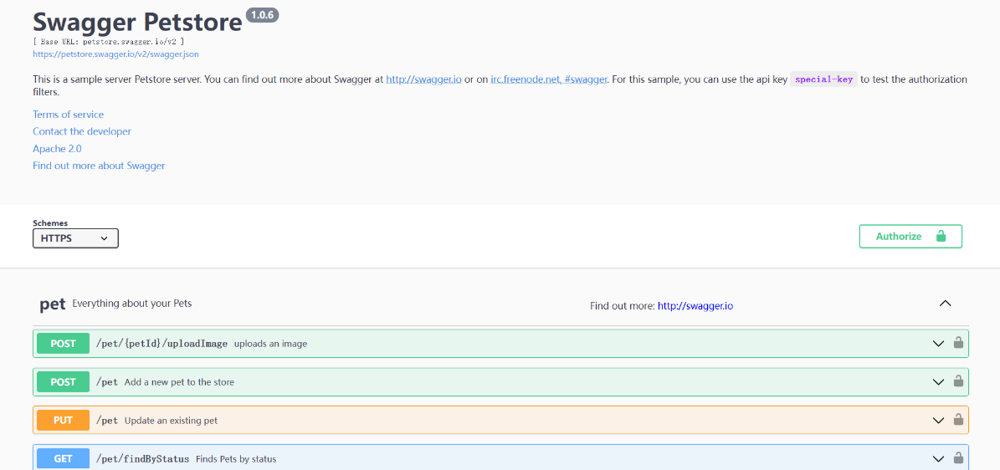 Swagger Petstore 1.0.6
[ Base URL: petstore.swagger.io/v2 ]
https://petstore.swagger.io/v2/swagger.json
This is a sample server Petstore server. You can find out more about Swagger at http://swagger.io or on irc.freenode.net, #swagger. For this sample, you can use the api key special-key to test the authorization
filters.
Terms of service
Contact the developer
Apache 2.0
Find out more about Swagger
Schemes
HTTPS
Authorize
pet Everything about your Pets Find out more: http://swagger.io
POST /pet/{petId}/uploadImage uploads an image
POST /pet Add a new pet to the store
PUT /pet Update an existing pet
GET /pet/findByStatus Finds Pets by status